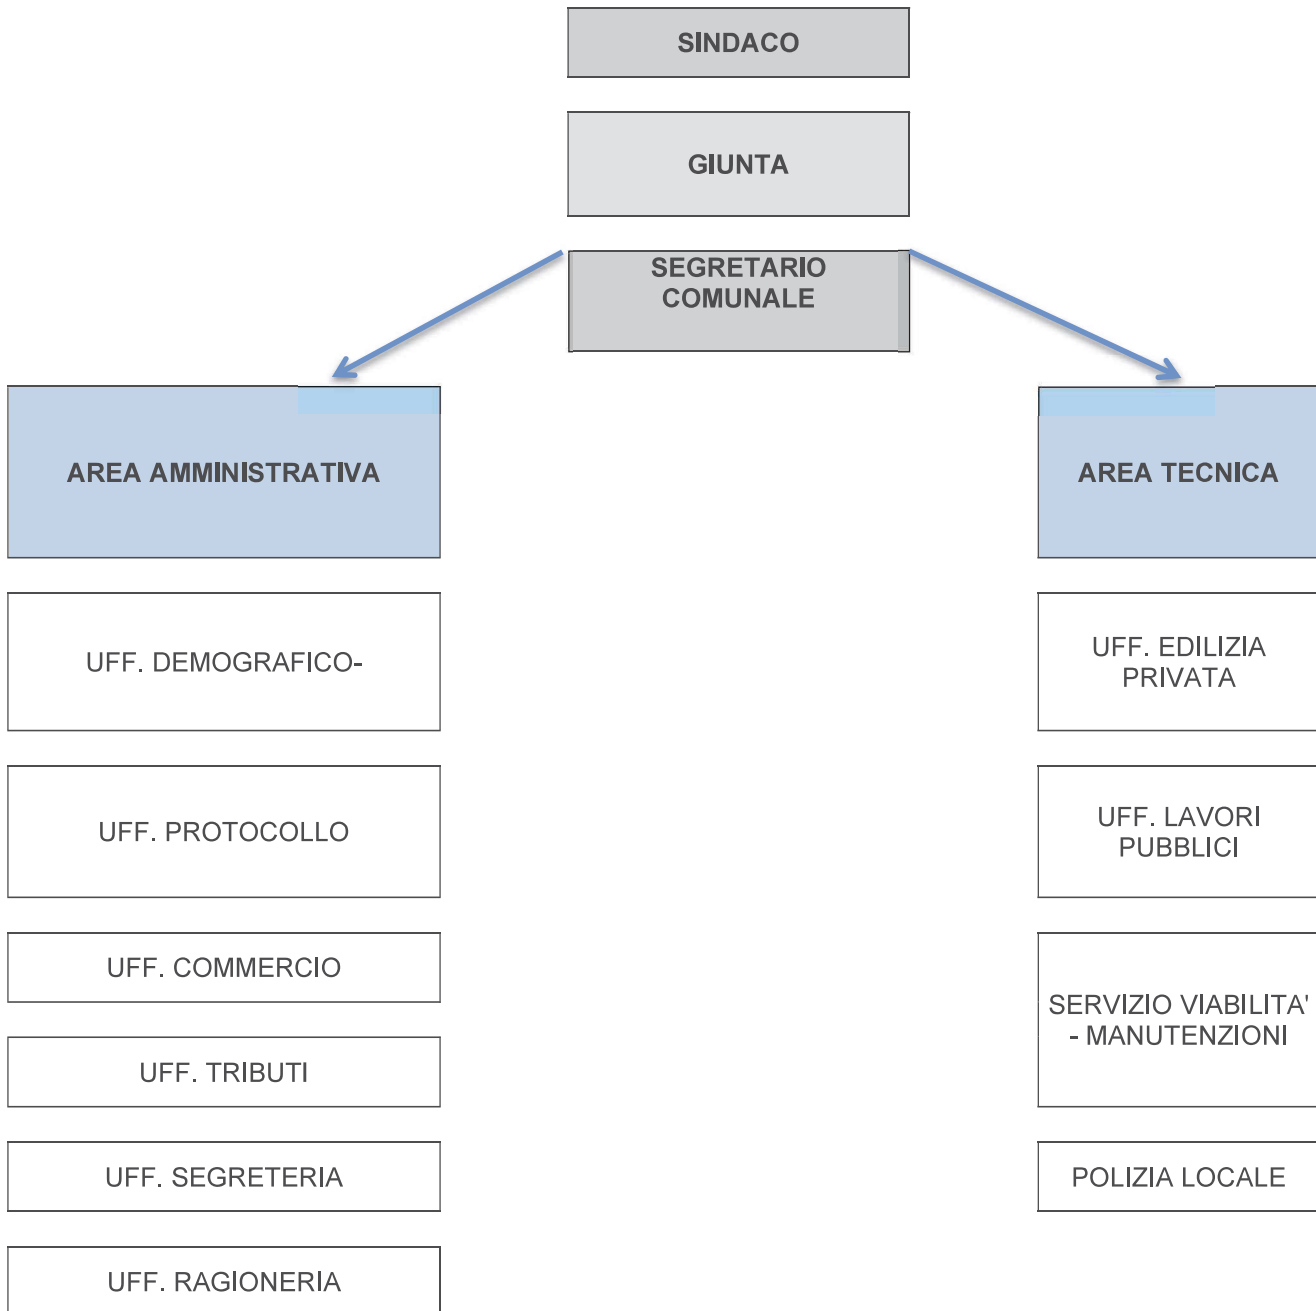 SINDACO
GIUNTA
SEGRETARIO
COMUNALE
AREA AMMINISTRATIVA
UFF. DEMOGRAFICO-
UFF. PROTOCOLLO
UFF. COMMERCIO
UFF. TRIBUTI
UFF. SEGRETERIA
UFF. RAGIONERIA
AREA TECNICA
UFF. EDILIZIA
PRIVATA
UFF. LAVORI
PUBBLICI
SERVIZIO VIABILITA'
- MANUTENZIONI
POLIZIA LOCALE